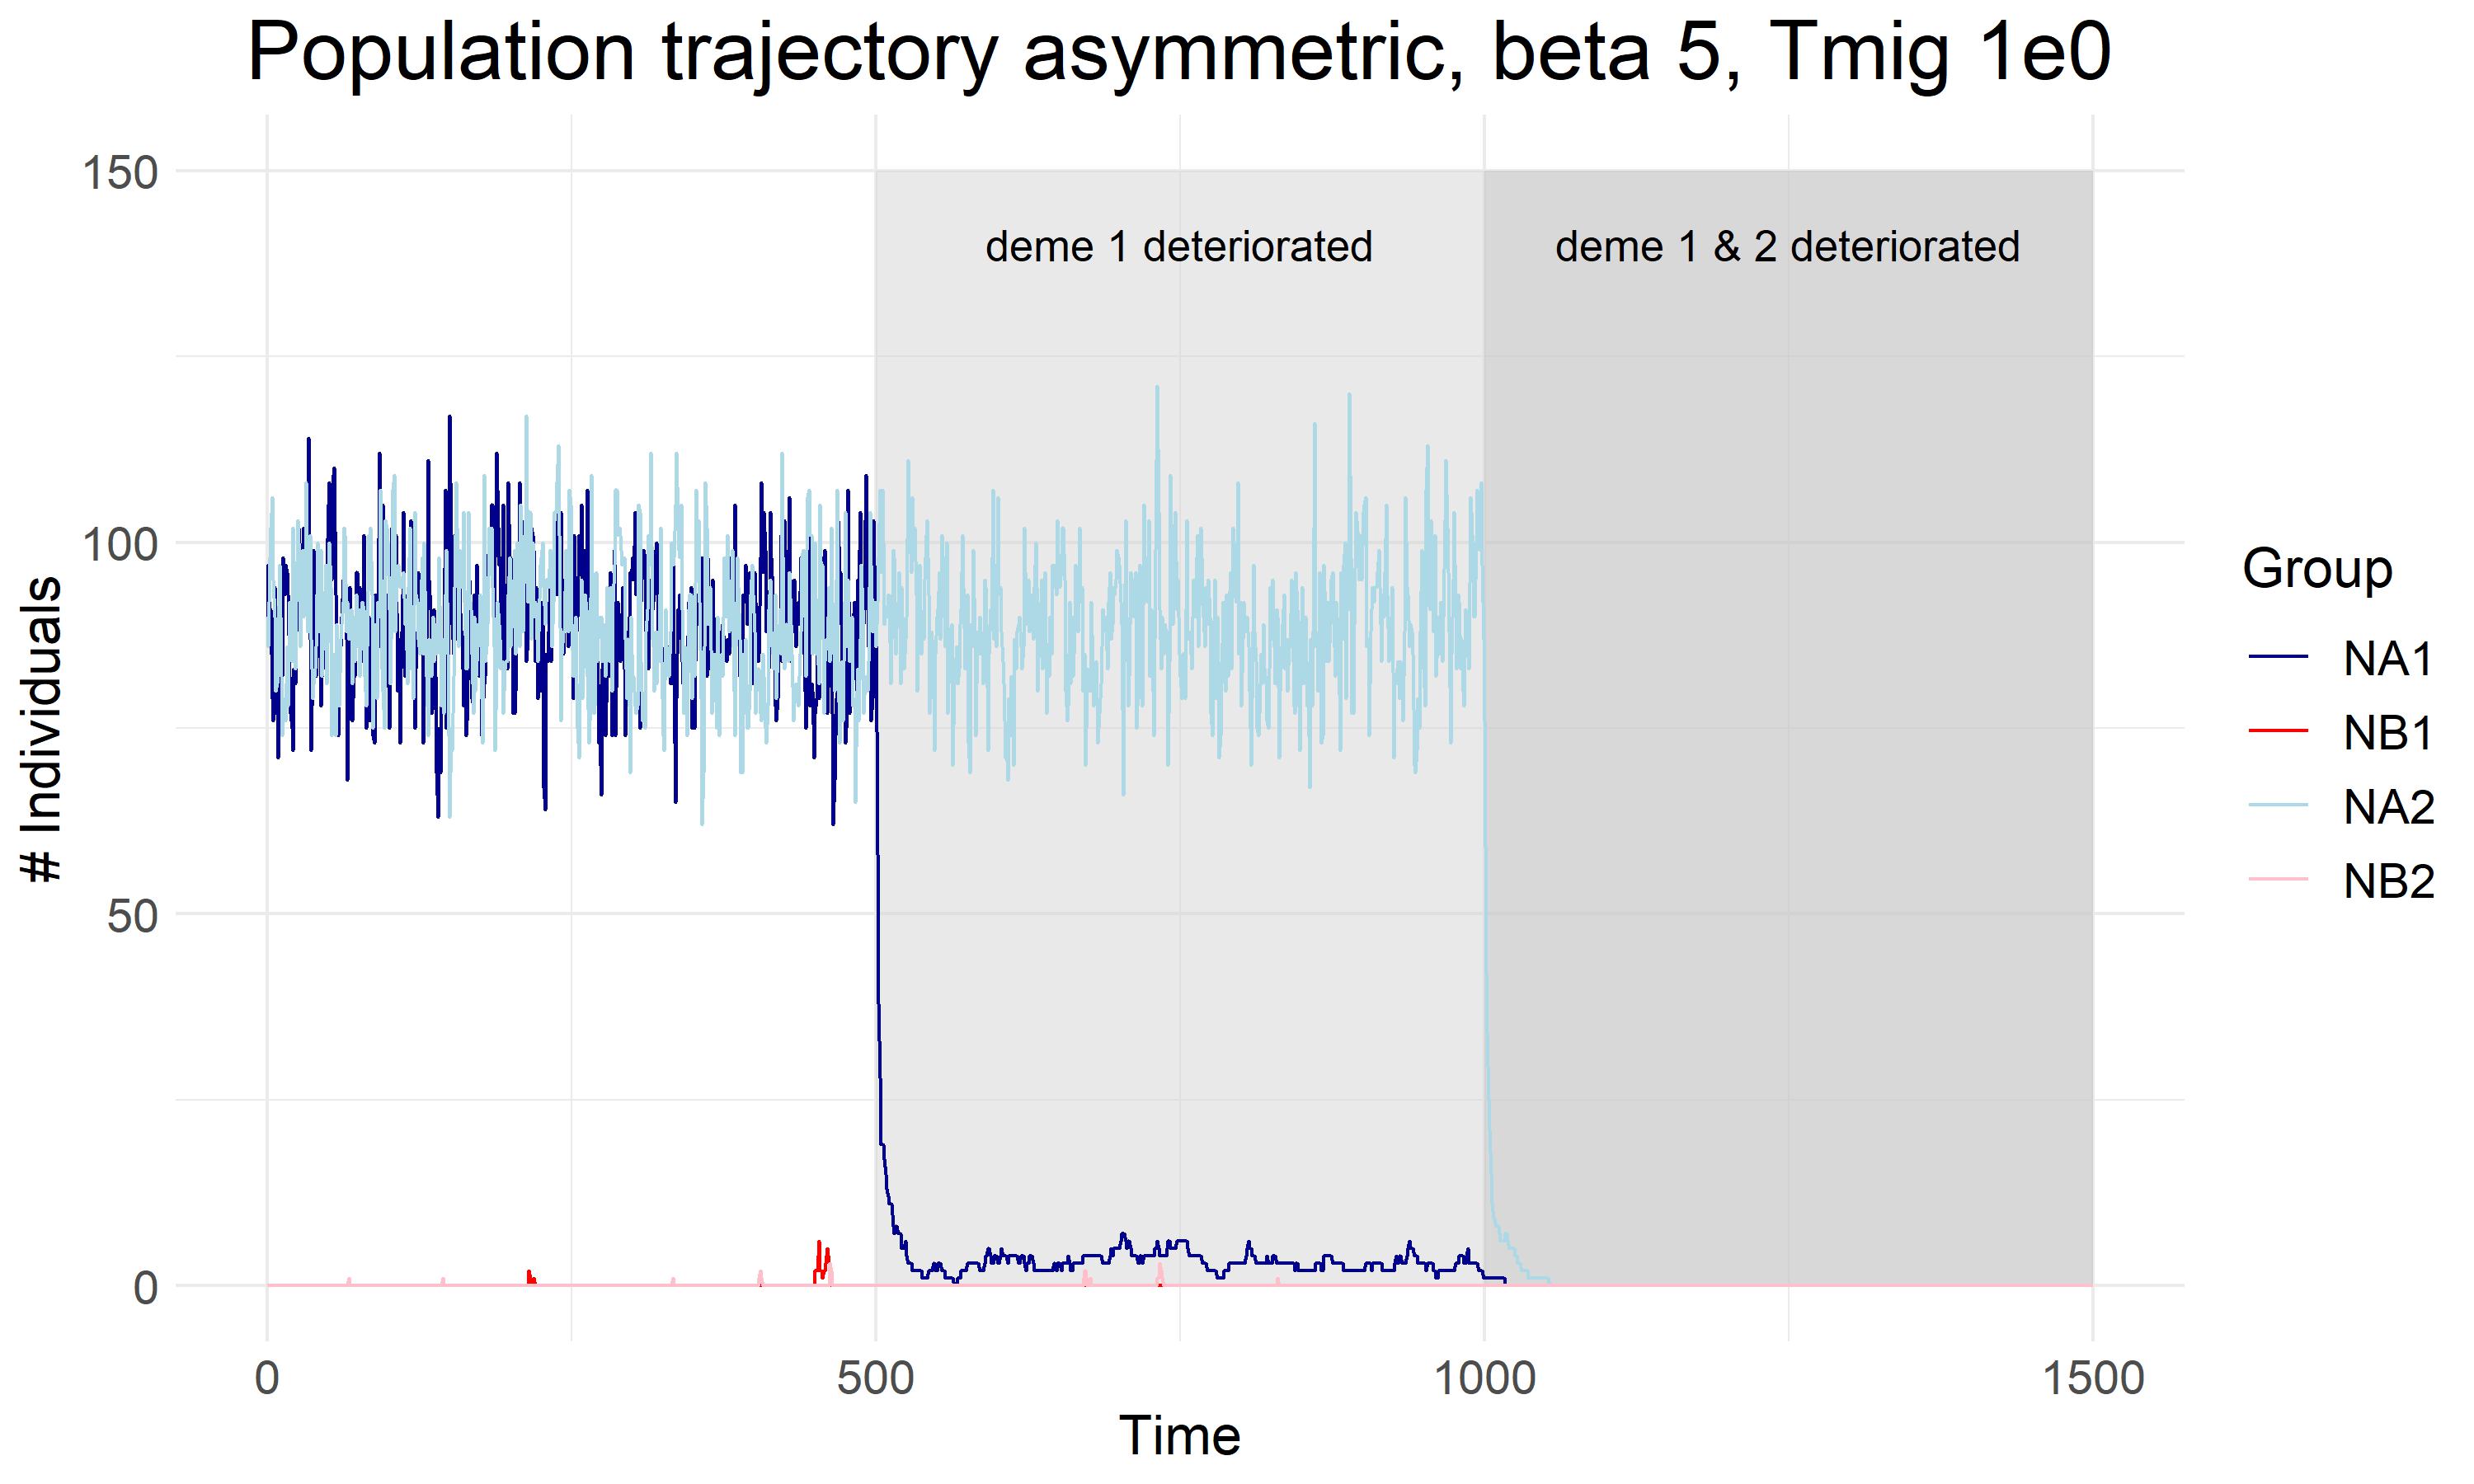 Population trajectory asymmetric, beta 5, Tmig 1e0
150
100
50
0
# Individuals
deme 1 deteriorated
deme 1 & 2 deteriorated
0
500
1000
1500
Time
Group
NA1
NB1
NA2
NB2